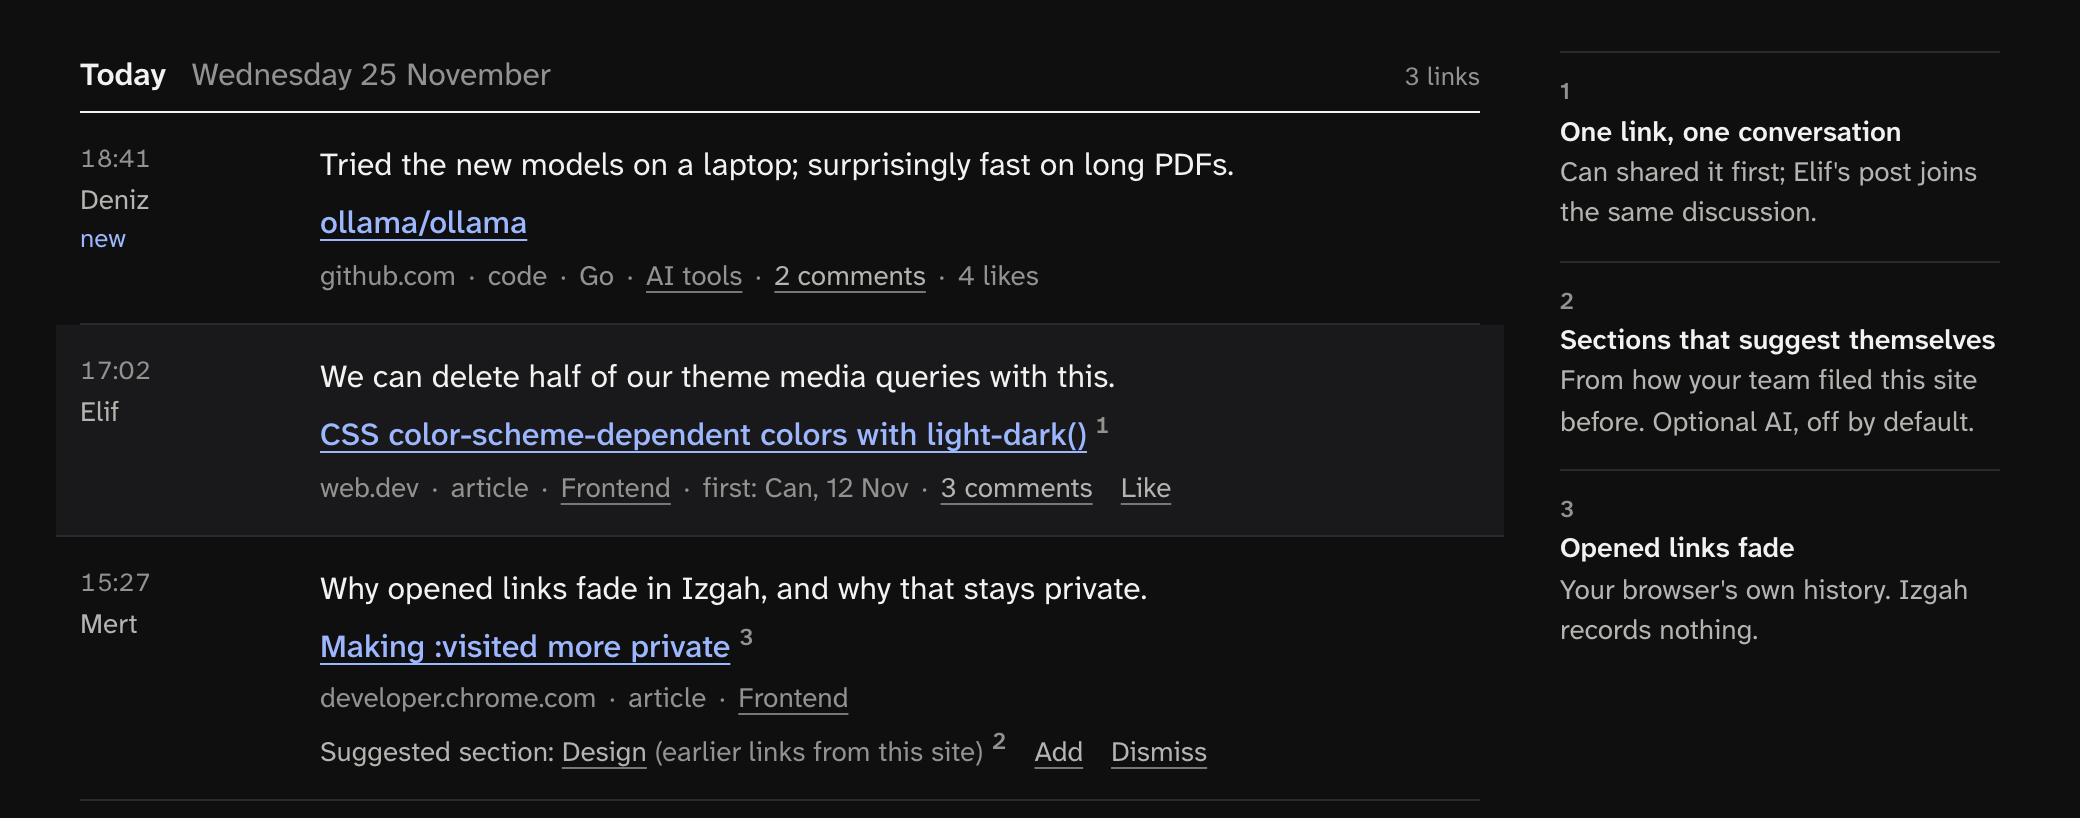 Today Wednesday 25 November 3 links
18:41
Deniz
new
Tried the new models on a laptop; surprisingly fast on long PDFs.
ollama/ollama
github.com · code · Go · AI tools · 2 comments · 4 likes
17:02
Elif
We can delete half of our theme media queries with this.
CSS color-scheme-dependent colors with light-dark() 1
web.dev · article · Frontend · first: Can, 12 Nov · 3 comments Like
15:27
Mert
Why opened links fade in Izgah, and why that stays private.
Making :visited more private 3
developer.chrome.com · article · Frontend
Suggested section: Design (earlier links from this site) 2 Add Dismiss
1
One link, one conversation
Can shared it first; Elif's post joins
the same discussion.
2
Sections that suggest themselves
From how your team filed this site
before. Optional AI, off by default.
3
Opened links fade
Your browser's own history. Izgah
records nothing.